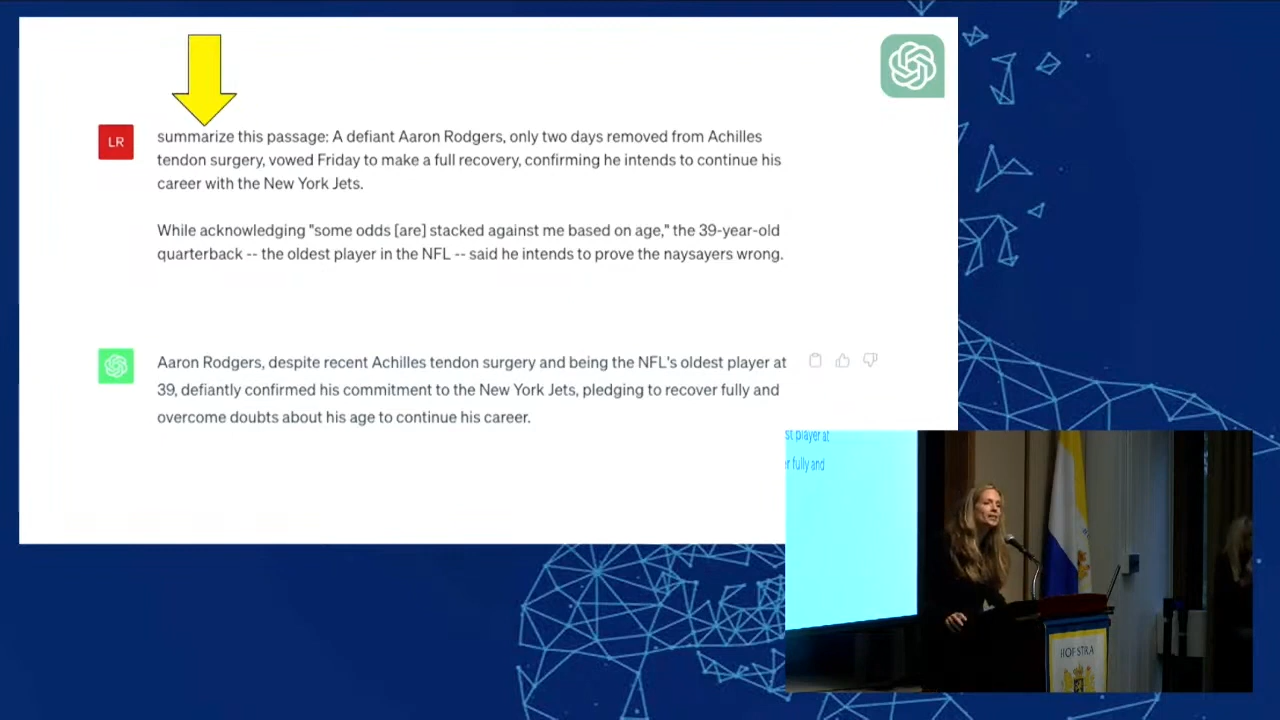 LR
summarize this passage: A defiant Aaron Rodgers, only two days removed from Achilles
tendon surgery, vowed Friday to make a full recovery, confirming he intends to continue his
career with the New York Jets.
While acknowledging "some odds [are] stacked against me based on age," the 39-year-old
quarterback -- the oldest player in the NFL -- said he intends to prove the naysayers wrong.
Aaron Rodgers, despite recent Achilles tendon surgery and being the NFL's oldest player at
39, defiantly confirmed his commitment to the New York Jets, pledging to recover fully and
overcome doubts about his age to continue his career.
st player at
r fully and
HOFSTRA